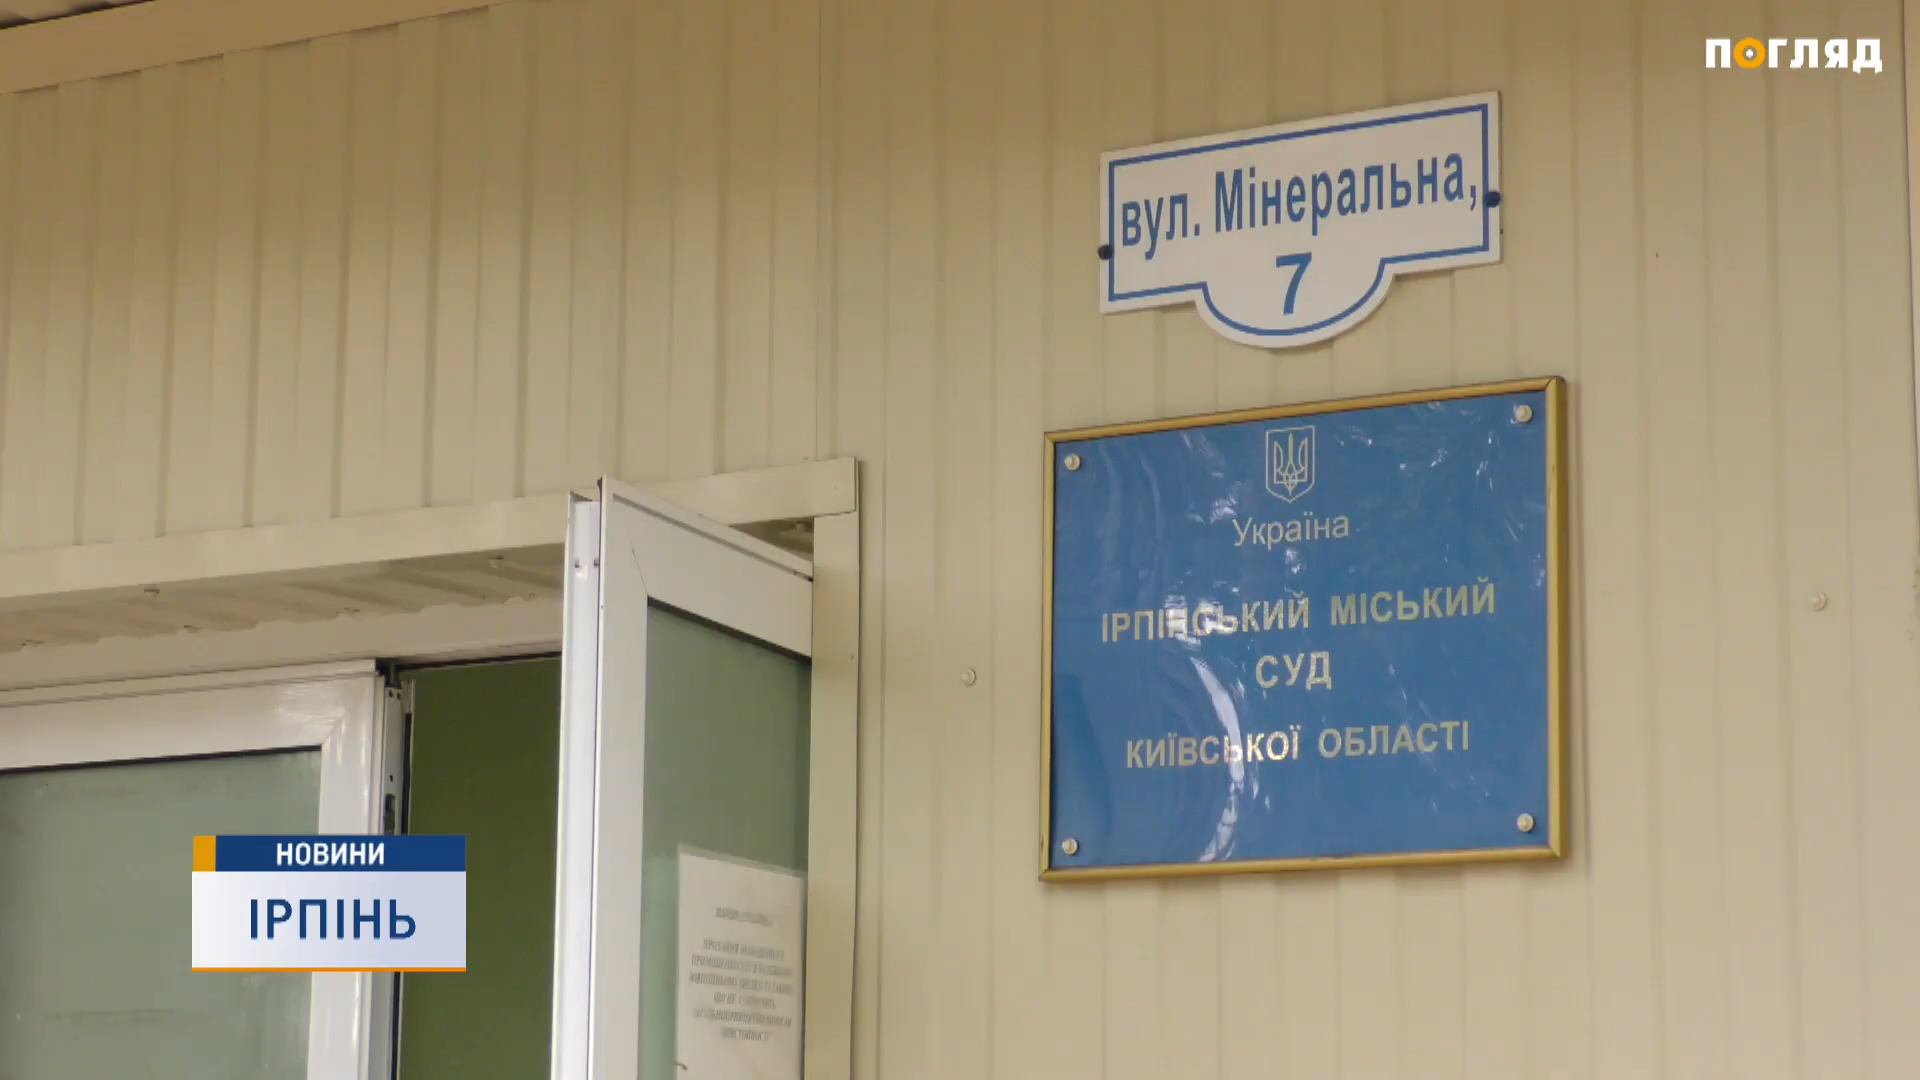 ПОГЛЯД
вул. Мінеральна,
7
Україна
ІРПІНСЬКИЙ МІСЬКИЙ
СУД
КИЇВСЬКОЇ ОБЛАСТІ
НОВИНИ
ІРПІНЬ